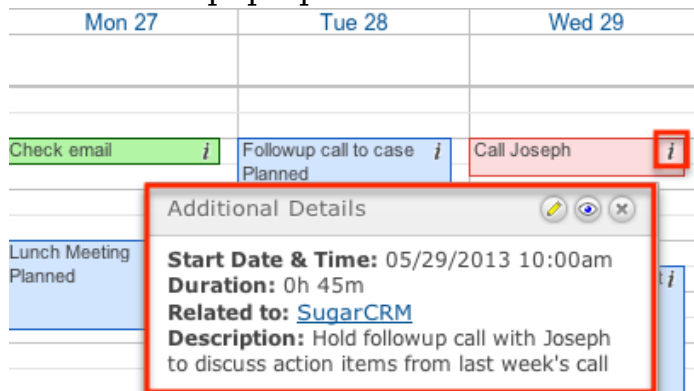 Mon 27 Tue 28 Wed 29
Check email i Followup call to case i Call Joseph i
Planned
Additional Details
Lunch Meeting
Planned
Start Date & Time: 05/29/2013 10:00am
Duration: 0h 45m
Related to: SugarCRM
Description: Hold followup call with Joseph
to discuss action items from last week's call
t i